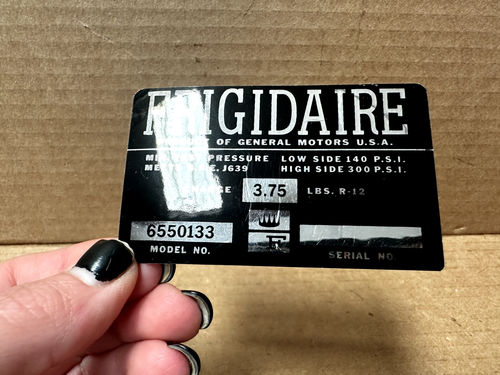 FRIGIDAIRE
OF GENERAL MOTORS U.S.A.
PRESSURE LOW SIDE 140 P.S.I.
J639 HIGH SIDE 300 P.S.I.
3.75 LBS. R-12
6550133
F
MODEL NO.
SERIAL NO.